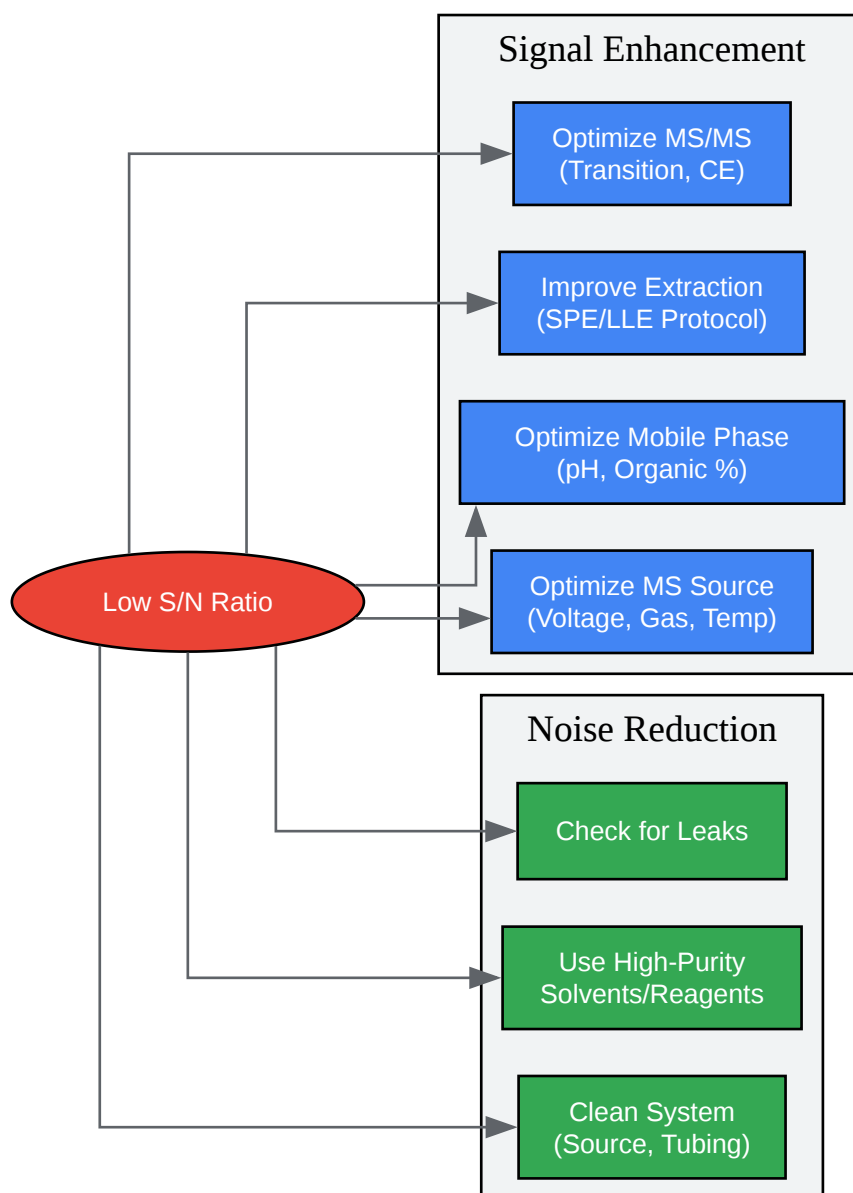 Signal Enhancement
Optimize MS/MS
(Transition, CE)
Improve Extraction
(SPE/LLE Protocol)
Optimize Mobile Phase
(pH, Organic %)
Optimize MS Source
(Voltage, Gas, Temp)
Low S/N Ratio
Noise Reduction
Check for Leaks
Use High-Purity
Solvents/Reagents
Clean System
(Source, Tubing)